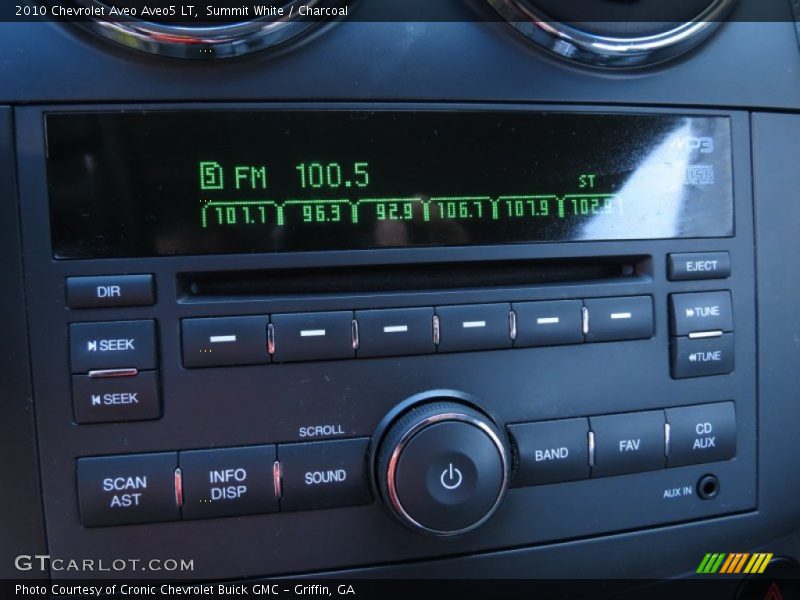 2010 Chevrolet Aveo Aveo5 LT, Summit White / Charcoal
MP3
DISC
5 FM 100.5 ST
101.1 96.3 92.9 106.1 107.9 102.9
DIR
EJECT
SEEK
TUNE
SEEK
TUNE
SCROLL
SCAN AST
INFO DISP
SOUND
BAND
FAV
CD AUX
AUX IN
GTCARLOT.COM
Photo Courtesy of Cronic Chevrolet Buick GMC – Griffin, GA